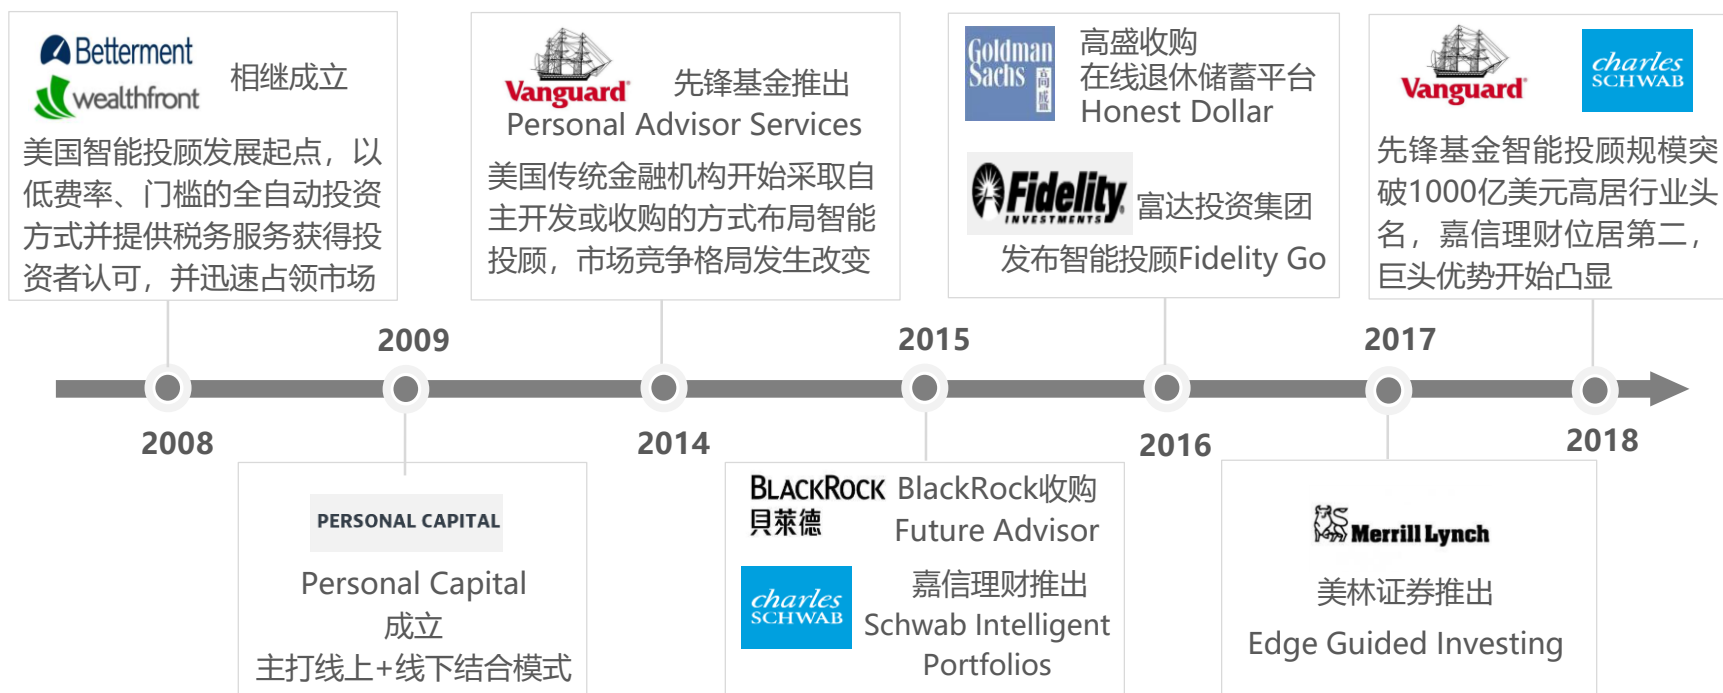 Betterment
wealthfront
相继成立
美国智能投顾发展起点，以
低费率、门槛的全自动投资
方式并提供税务服务获得投
资者认可，并迅速占领市场
Vanguard®
先锋基金推出
Personal Advisor Services
美国传统金融机构开始采取自
主开发或收购的方式布局智能
投顾，市场竞争格局发生改变
Goldman
Sachs
高盛
高盛收购
在线退休储蓄平台
Honest Dollar
Fidelity
INVESTMENTS
富达投资集团
发布智能投顾Fidelity Go
Vanguard®
charles
SCHWAB
先锋基金智能投顾规模突
破1000亿美元高居行业头
名，嘉信理财位居第二，
巨头优势开始凸显
2009
2015
2017
2008
2014
2016
2018
PERSONAL CAPITAL
Personal Capital
成立
主打线上+线下结合模式
BLACKROCK
貝萊德
BlackRock收购
Future Advisor
charles
SCHWAB
嘉信理财推出
Schwab Intelligent
Portfolios
Merrill Lynch
美林证券推出
Edge Guided Investing